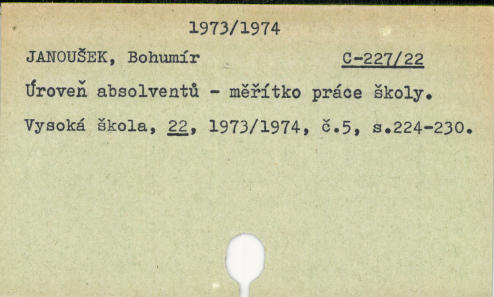 1973/1974
JANOUŠEK, Bohumír C-227/22
Úroveň absolventů - měřítko práce školy.
Vysoká škola, 22, 1973/1974, č.5, s.224-230.